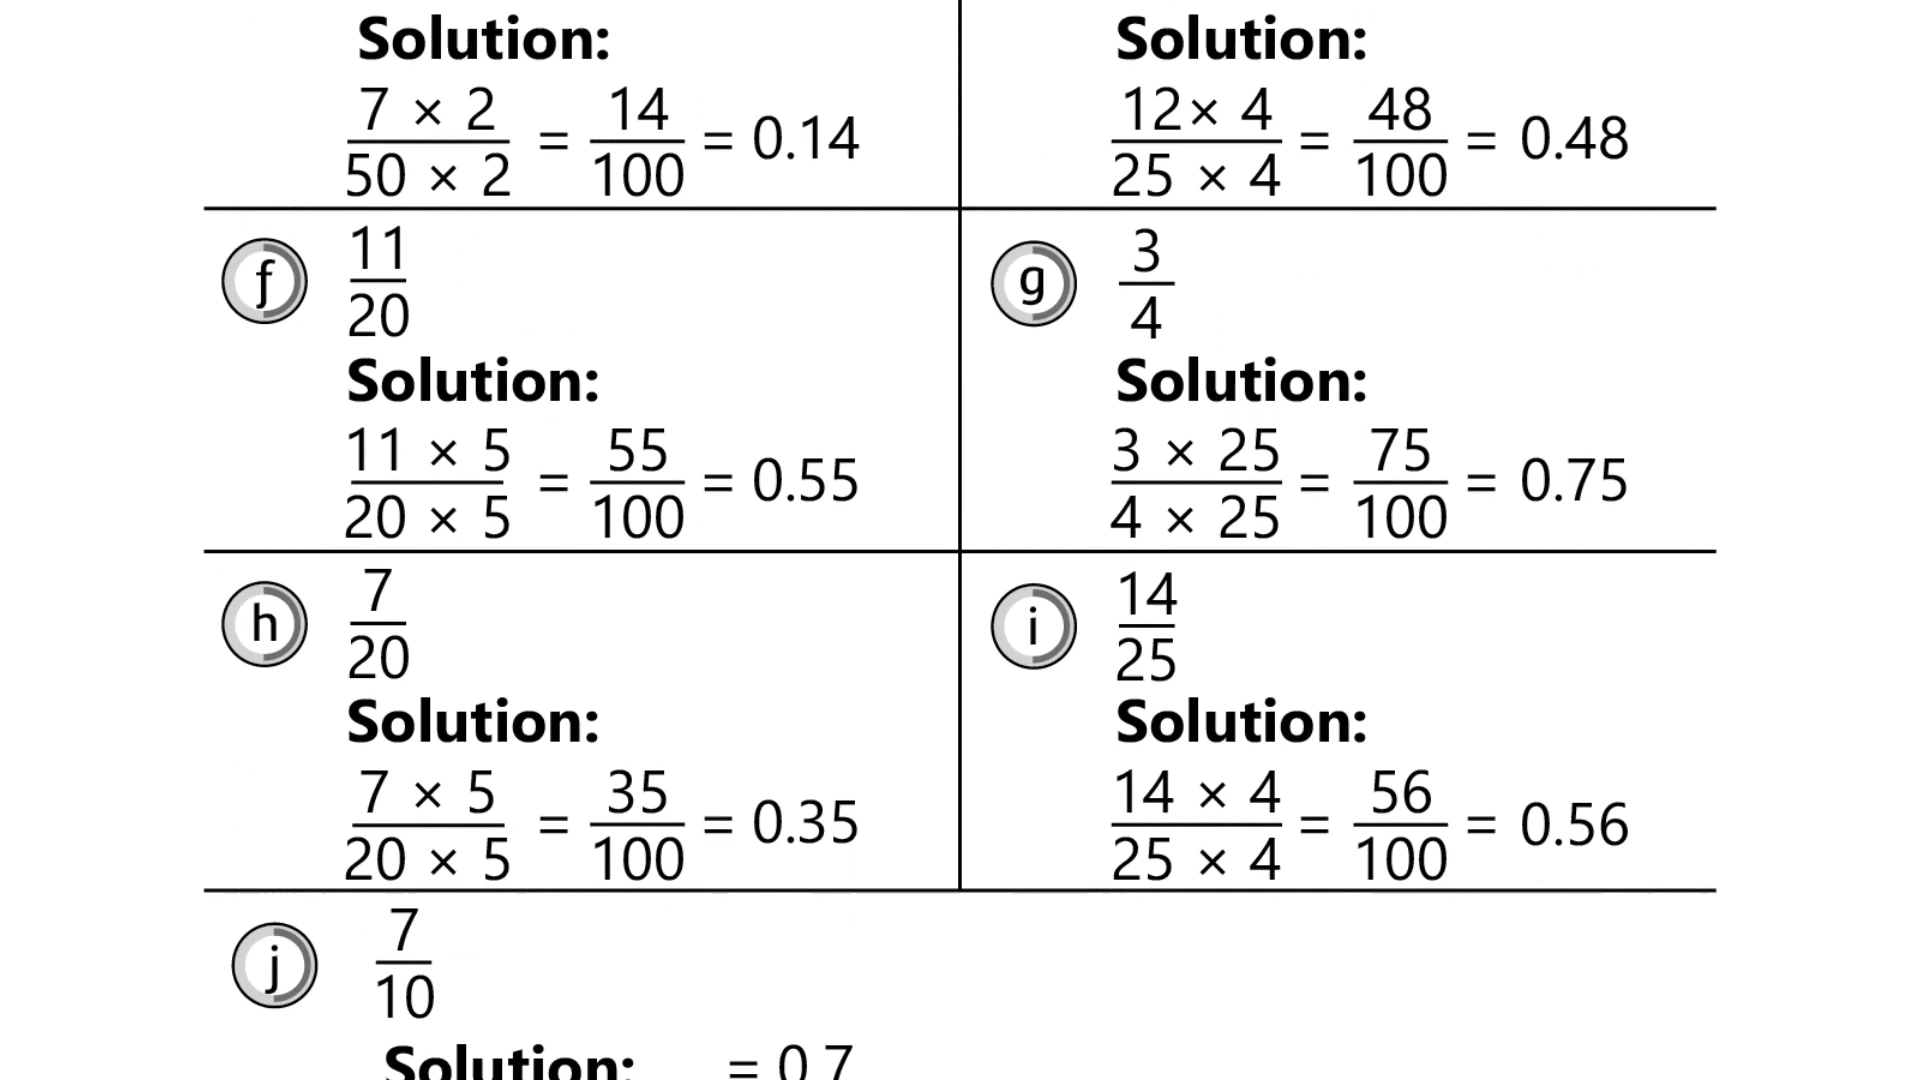 Solution:
7 × 2 / 50 × 2 = 14 / 100 = 0.14
Solution:
12× 4 / 25 × 4 = 48 / 100 = 0.48
f 11 / 20
Solution:
11 × 5 / 20 × 5 = 55 / 100 = 0.55
g 3 / 4
Solution:
3 × 25 / 4 × 25 = 75 / 100 = 0.75
h 7 / 20
Solution:
7 × 5 / 20 × 5 = 35 / 100 = 0.35
i 14 / 25
Solution:
14 × 4 / 25 × 4 = 56 / 100 = 0.56
j 7 / 10
Solution: = 0.7